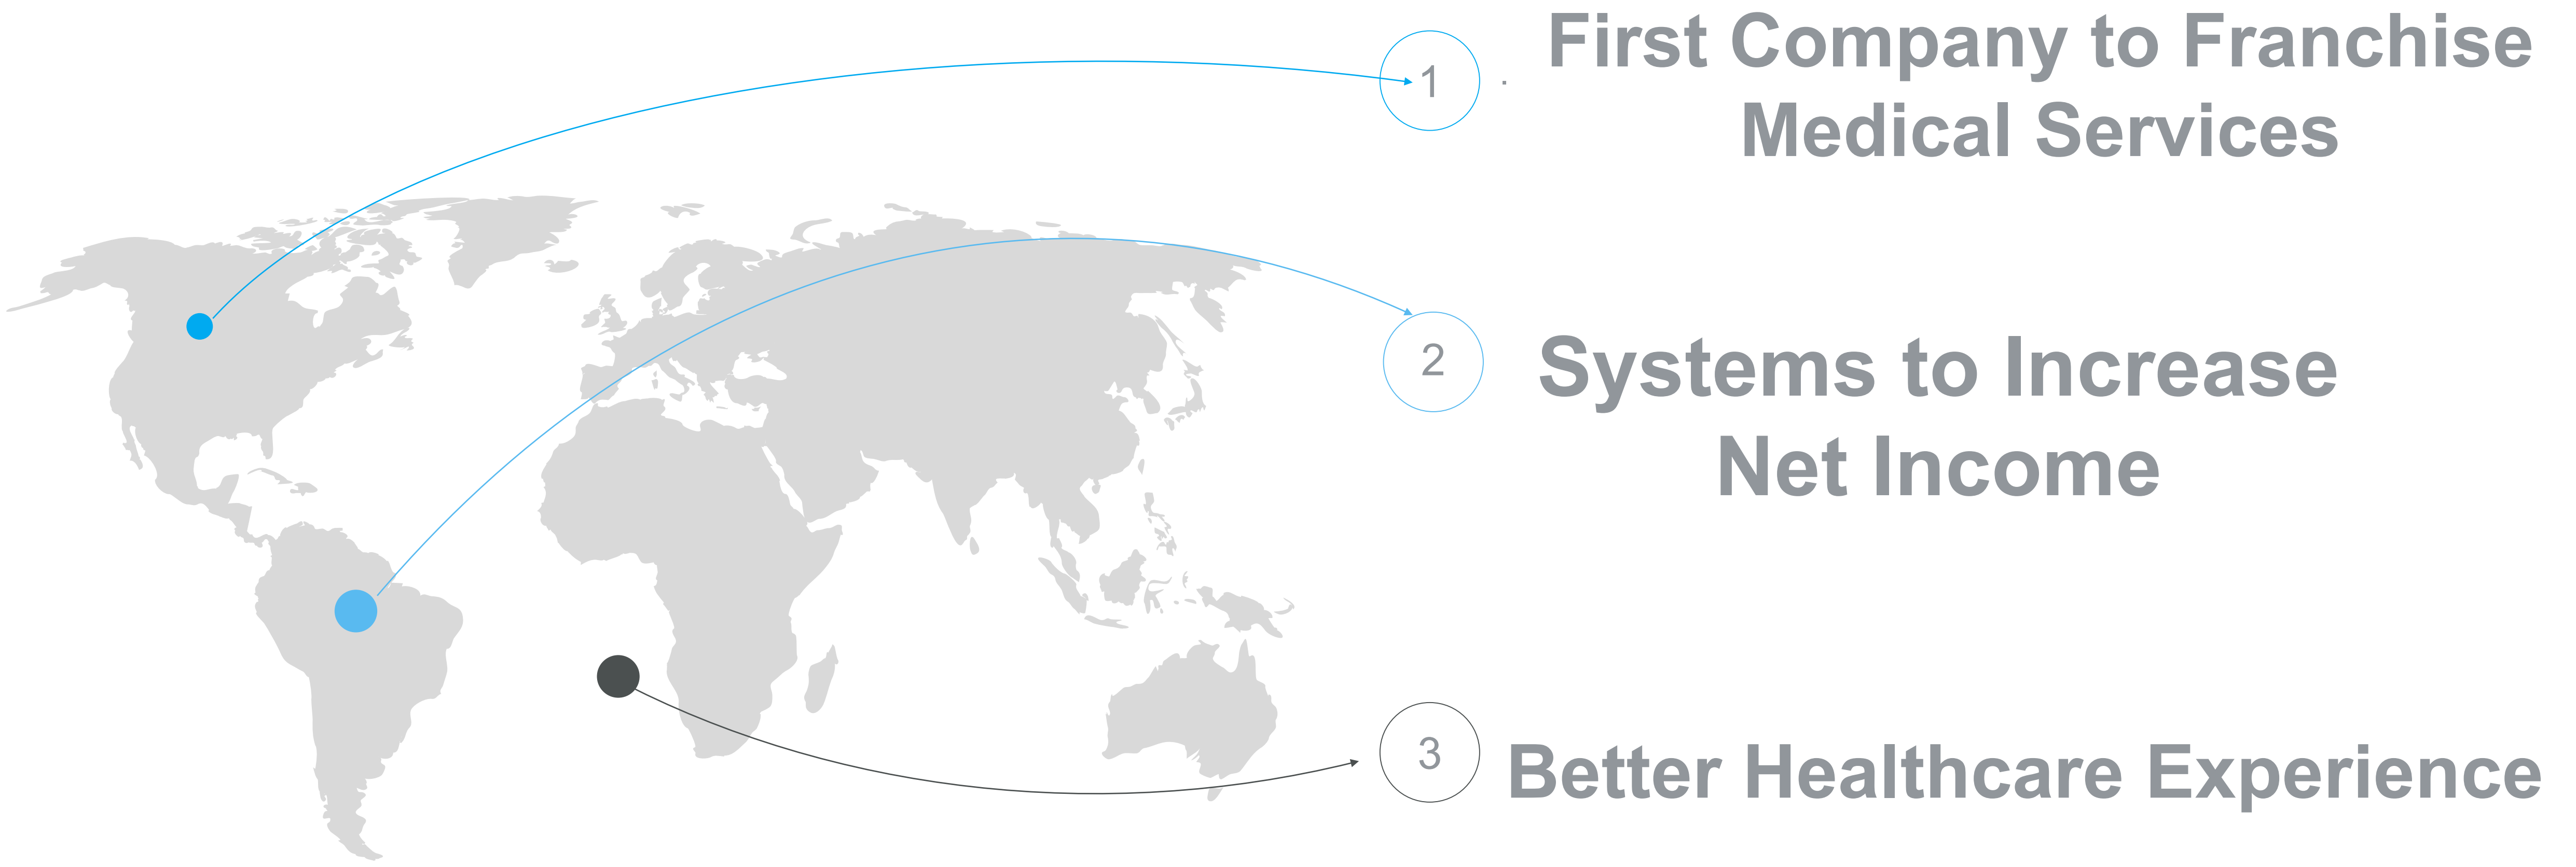 1 . First Company to Franchise
Medical Services
2 Systems to Increase
Net Income
3 Better Healthcare Experience